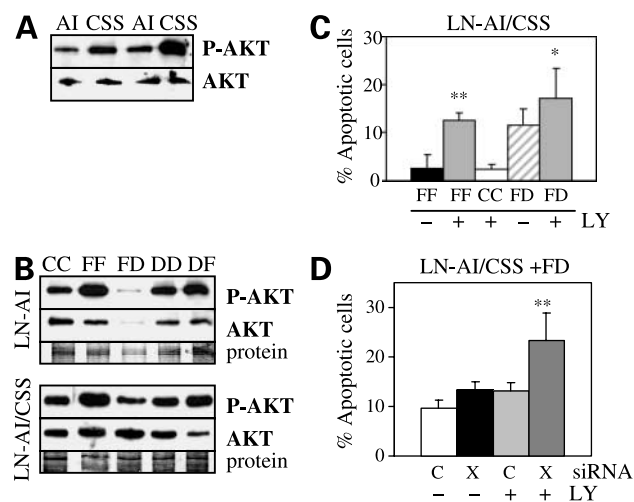 A
AI CSS AI CSS
P-AKT
AKT
B
CC FF FD DD DF
LN-AI
P-AKT
AKT
protein
LN-AI/CSS
P-AKT
AKT
protein
C
LN-AI/CSS
% Apoptotic cells
30
20
10
0
*
**
FF FF CC FD FD
– + + – + LY
D
LN-AI/CSS +FD
% Apoptotic cells
30
20
10
0
**
C X C X siRNA
– – + + LY